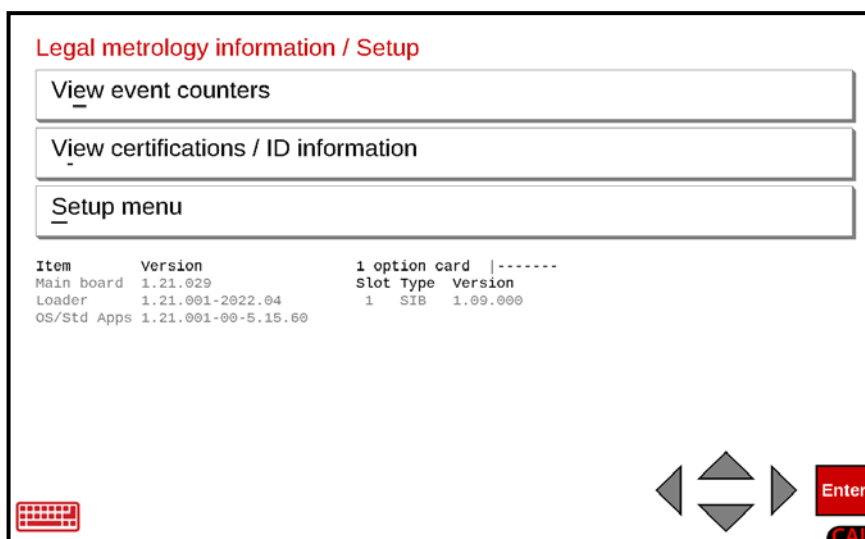 Legal metrology information / Setup
View event counters
View certifications / ID information
Setup menu
Item Version 1 option card |-------
Main board 1.21.029 Slot Type Version
Loader 1.21.001-2022.04 1 SIB 1.09.000
OS/Std Apps 1.21.001-00-5.15.60
Enter